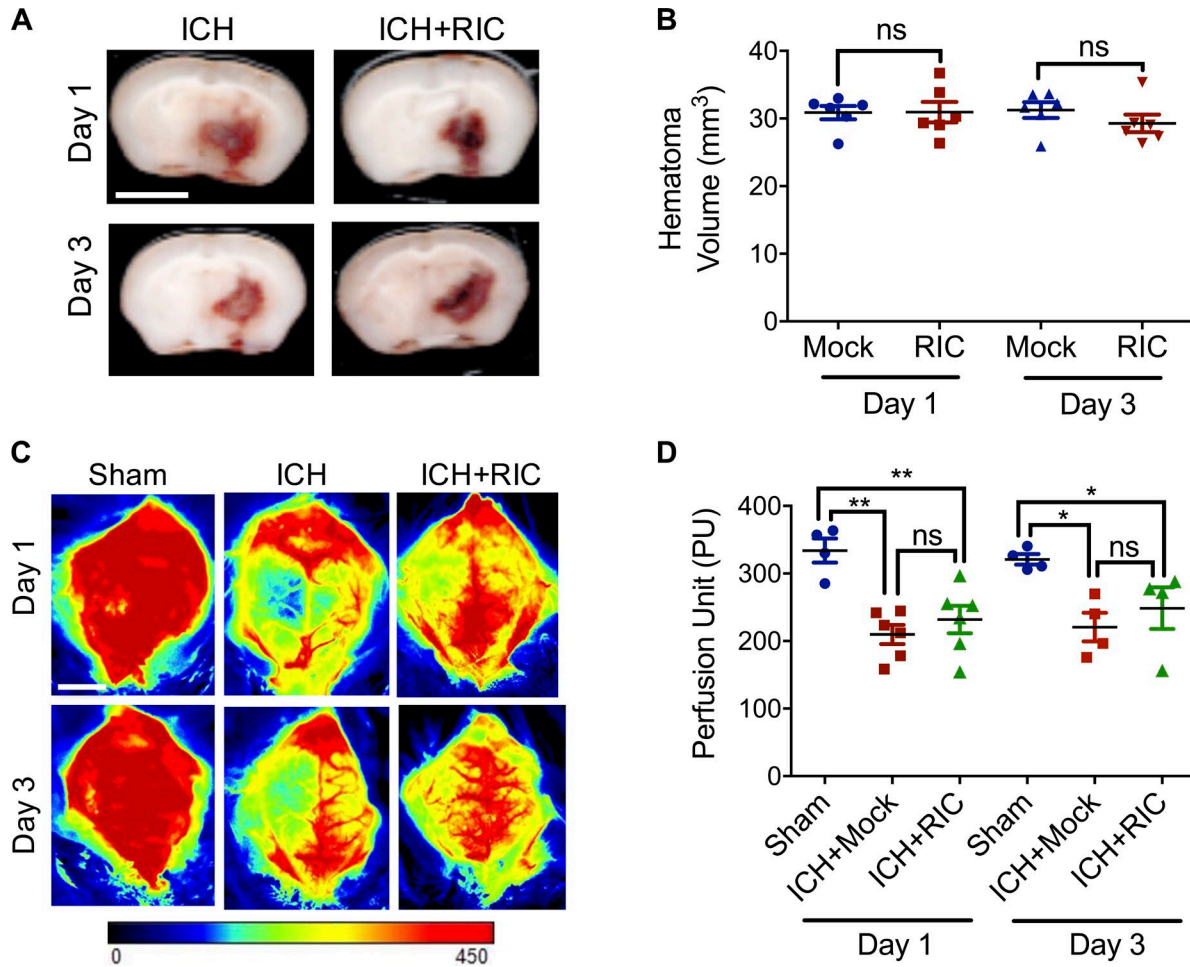 A
ICH
ICH+RIC
Day 1
Day 3
B
Hematoma
Volume (mm³)
40
30
20
10
0
ns
ns
Mock
RIC
Mock
RIC
Day 1
Day 3
C
Sham
ICH
ICH+RIC
Day 1
Day 3
0
450
D
Perfusion Unit (PU)
400
300
200
100
0
**
**
ns
*
*
ns
Sham
ICH+Mock
ICH+RIC
Sham
ICH+Mock
ICH+RIC
Day 1
Day 3